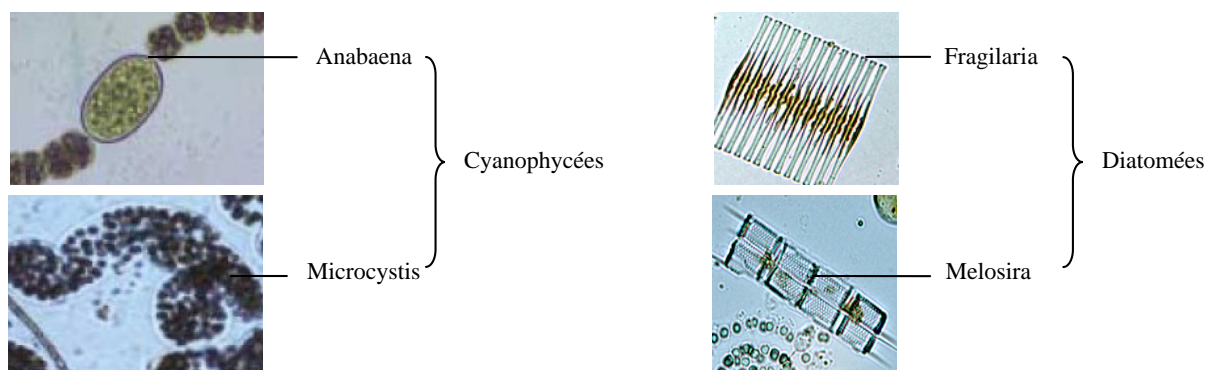 Anabaena
Cyanophycées
Microcystis
Fragilaria
Diatomées
Melosira